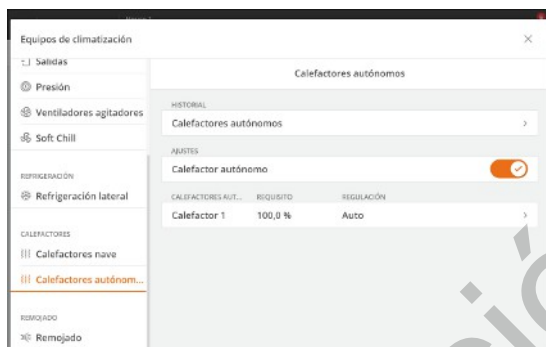 Equipos de climatización
Salidas
Presión
Ventiladores agitadores
Soft Chill
REFRIGERACIÓN
Refrigeración lateral
CALEFACTORES
Calefactores nave
Calefactores autónom...
REMOJADO
Remojado
Calefactores autónomos
HISTORIAL
Calefactores autónomos
AJUSTES
Calefactor autónomo
CALEFACTORES AUT... REQUISITO REGULACIÓN
Calefactor 1 100,0 % Auto